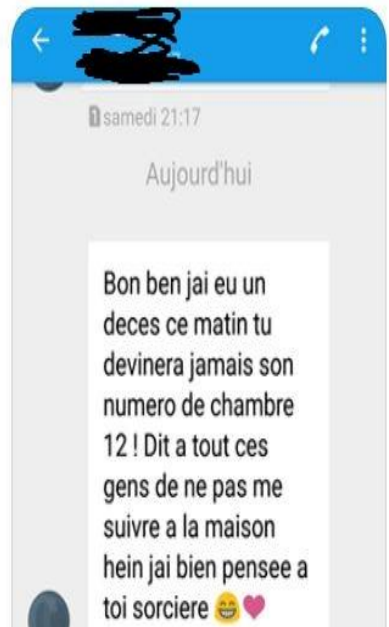 samedi 21:17
Aujourd'hui
Bon ben jai eu un
deces ce matin tu
devinera jamais son
numero de chambre
12 ! Dit a tout ces
gens de ne pas me
suivre a la maison
hein jai bien pensee a
toi sorciere 😁💗